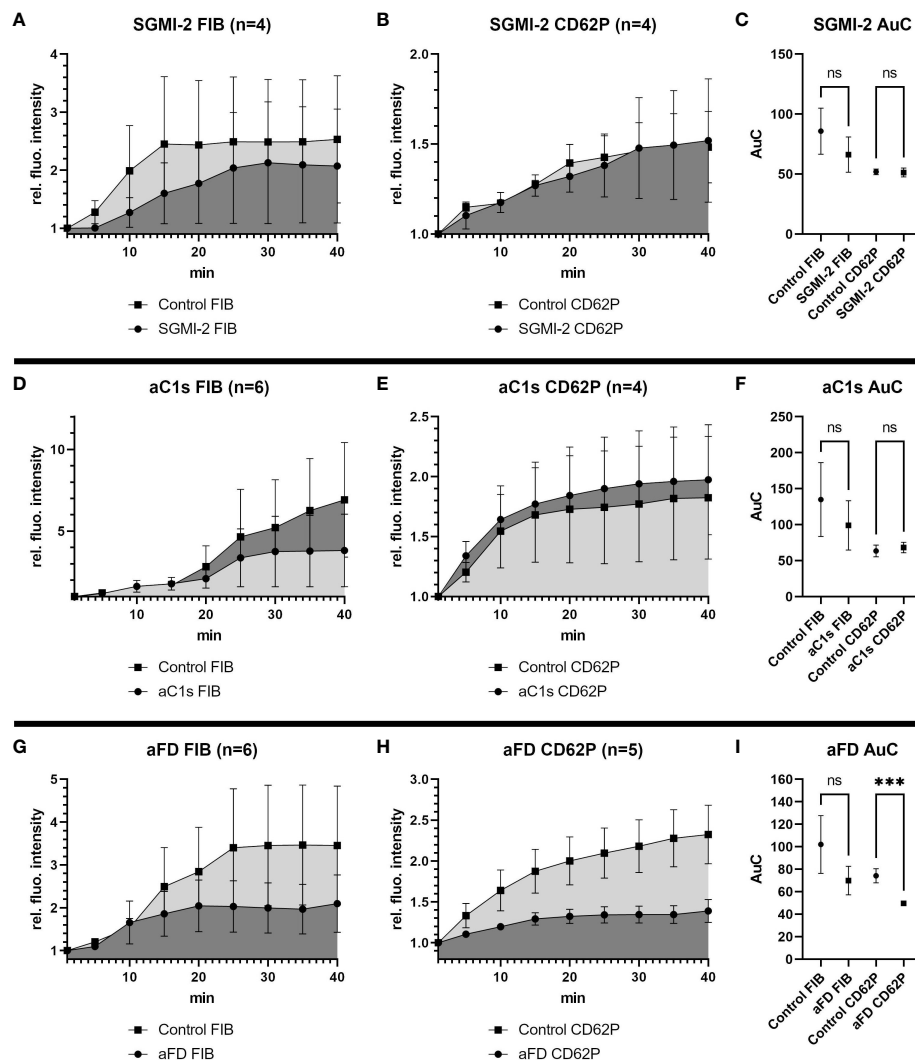 A
SGMI-2 FIB (n=4)
rel. fluo. intensity
4
3
2
1
10
20
30
40
min
Control FIB
SGMI-2 FIB
B
SGMI-2 CD62P (n=4)
rel. fluo. intensity
2.0
1.5
1.0
10
20
30
40
min
Control CD62P
SGMI-2 CD62P
C
SGMI-2 AuC
AuC
150
100
50
0
ns
ns
Control FIB
SGMI-2 FIB
Control CD62P
SGMI-2 CD62P
D
aC1s FIB (n=6)
rel. fluo. intensity
10
5
10
20
30
40
min
Control FIB
aC1s FIB
E
aC1s CD62P (n=4)
rel. fluo. intensity
2.5
2.0
1.5
1.0
10
20
30
40
min
Control CD62P
aC1s CD62P
F
aC1s AuC
AuC
250
200
150
100
50
0
ns
ns
Control FIB
aC1s FIB
Control CD62P
aC1s CD62P
G
aFD FIB (n=6)
rel. fluo. intensity
5
4
3
2
1
10
20
30
40
min
Control FIB
aFD FIB
H
aFD CD62P (n=5)
rel. fluo. intensity
3.0
2.5
2.0
1.5
1.0
10
20
30
40
min
Control CD62P
aFD CD62P
I
aFD AuC
AuC
160
140
120
100
80
60
40
20
0
ns
***
Control FIB
aFD FIB
Control CD62P
aFD CD62P